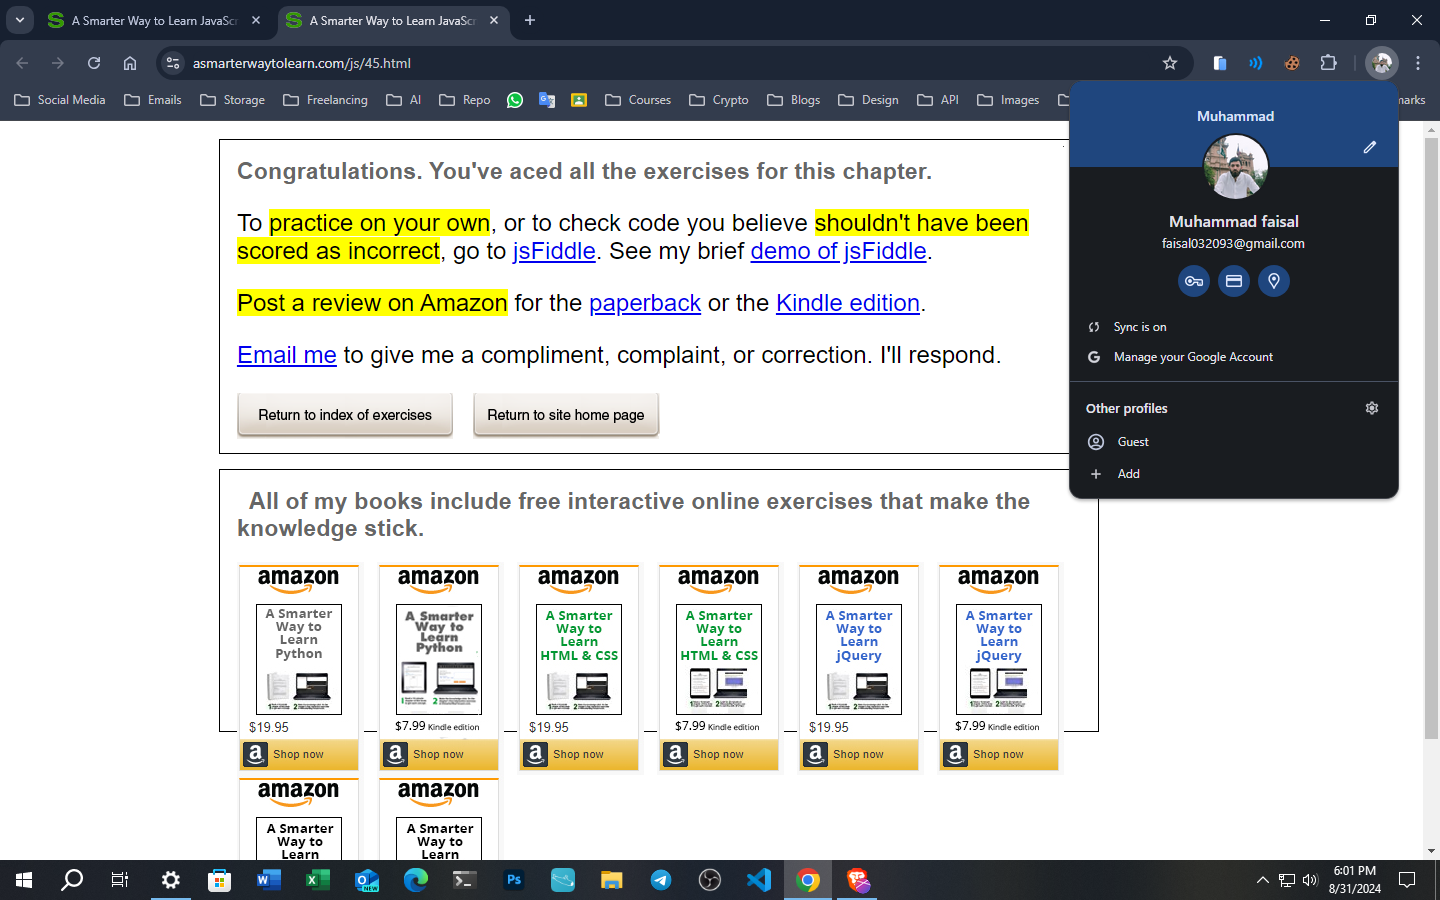 A Smarter Way to Learn JavaScr
A Smarter Way to Learn JavaSc
asmarterwaytolearn.com/js/45.html
Social Media
Emails
Storage
Freelancing
AI
Repo
Courses
Crypto
Blogs
Design
API
Images
marks
Congratulations. You've aced all the exercises for this chapter.
To practice on your own, or to check code you believe shouldn't have been
scored as incorrect, go to jsFiddle. See my brief demo of jsFiddle.
Post a review on Amazon for the paperback or the Kindle edition.
Email me to give me a compliment, complaint, or correction. I'll respond.
Return to index of exercises
Return to site home page
Muhammad
Muhammad faisal
faisal032093@gmail.com
Sync is on
Manage your Google Account
Other profiles
Guest
Add
All of my books include free interactive online exercises that make the
knowledge stick.
amazon
A Smarter
Way to
Learn
Python
$19.95
Shop now
amazon
A Smarter
Way to
Learn
Python
$7.99 Kindle edition
Shop now
amazon
A Smarter
Way to
Learn
HTML & CSS
$19.95
Shop now
amazon
A Smarter
Way to
Learn
HTML & CSS
$7.99 Kindle edition
Shop now
amazon
A Smarter
Way to
Learn
jQuery
$19.95
Shop now
amazon
A Smarter
Way to
Learn
jQuery
$7.99 Kindle edition
Shop now
amazon
A Smarter
Way to
Learn
amazon
A Smarter
Way to
Learn
NEW
Ps
6:01 PM
8/31/2024